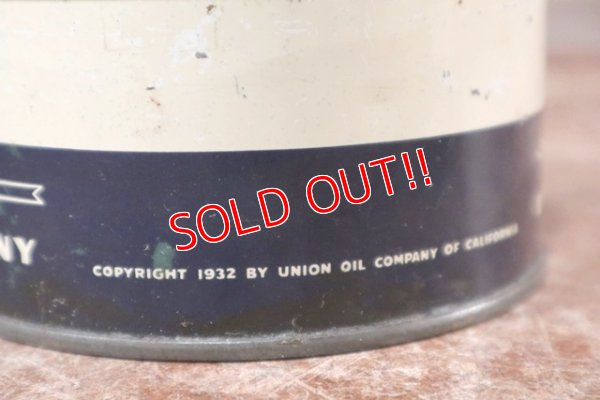 SOLD OUT!!
NY
COPYRIGHT 1932 BY UNION OIL COMPANY OF CALIFORNIA